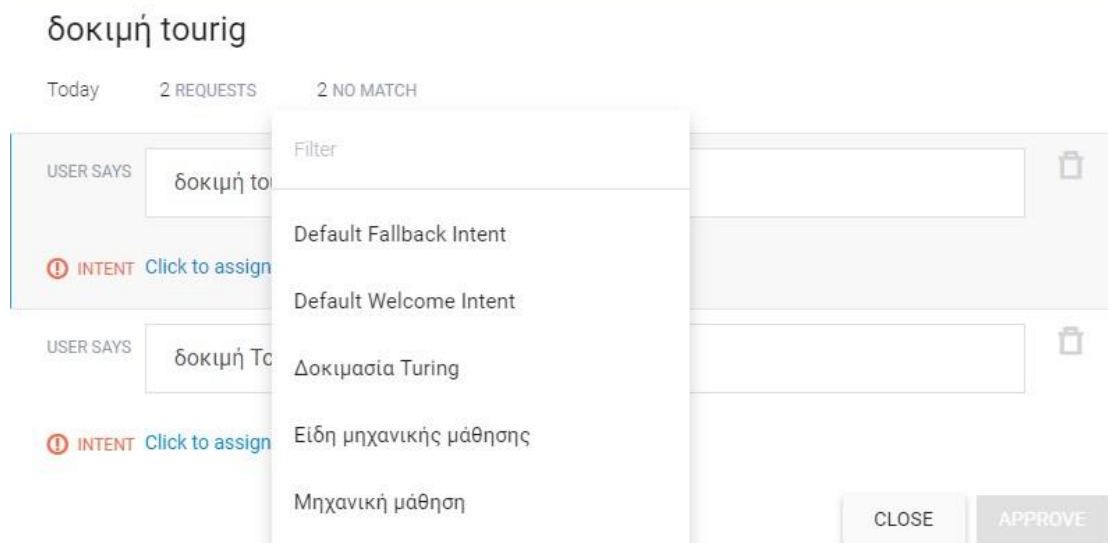 δοκιμή tourig
Today 2 REQUESTS 2 NO MATCH
Filter
USER SAYS δοκιμή
Default Fallback Intent
INTENT Click to assign
Default Welcome Intent
USER SAYS δοκιμή
Δοκιμασία Turing
Είδη μηχανικής μάθησης
INTENT Click to assign
Μηχανική μάθηση
CLOSE APPROVE